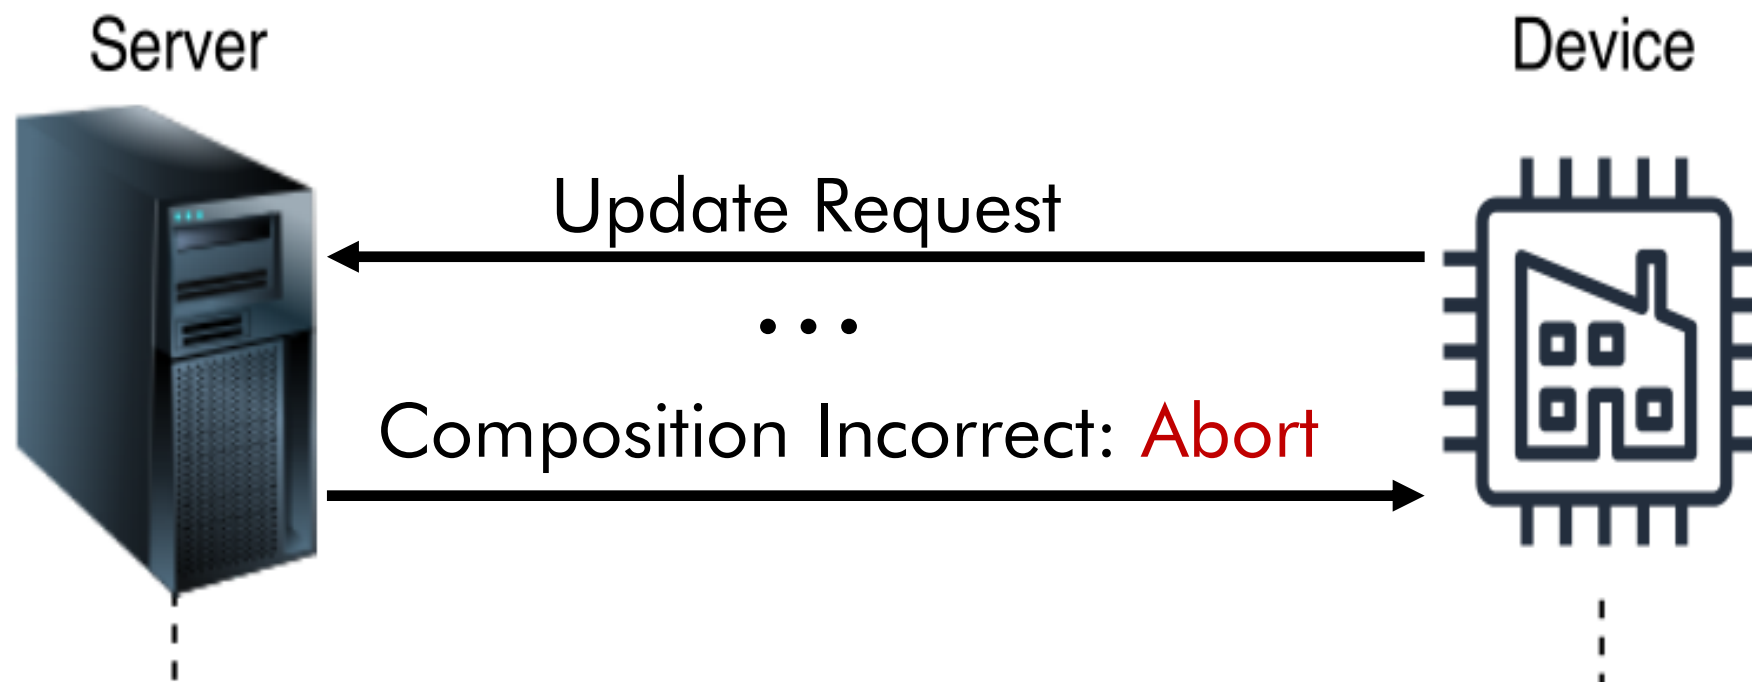 Server
Device
Update Request
...
Composition Incorrect: Abort